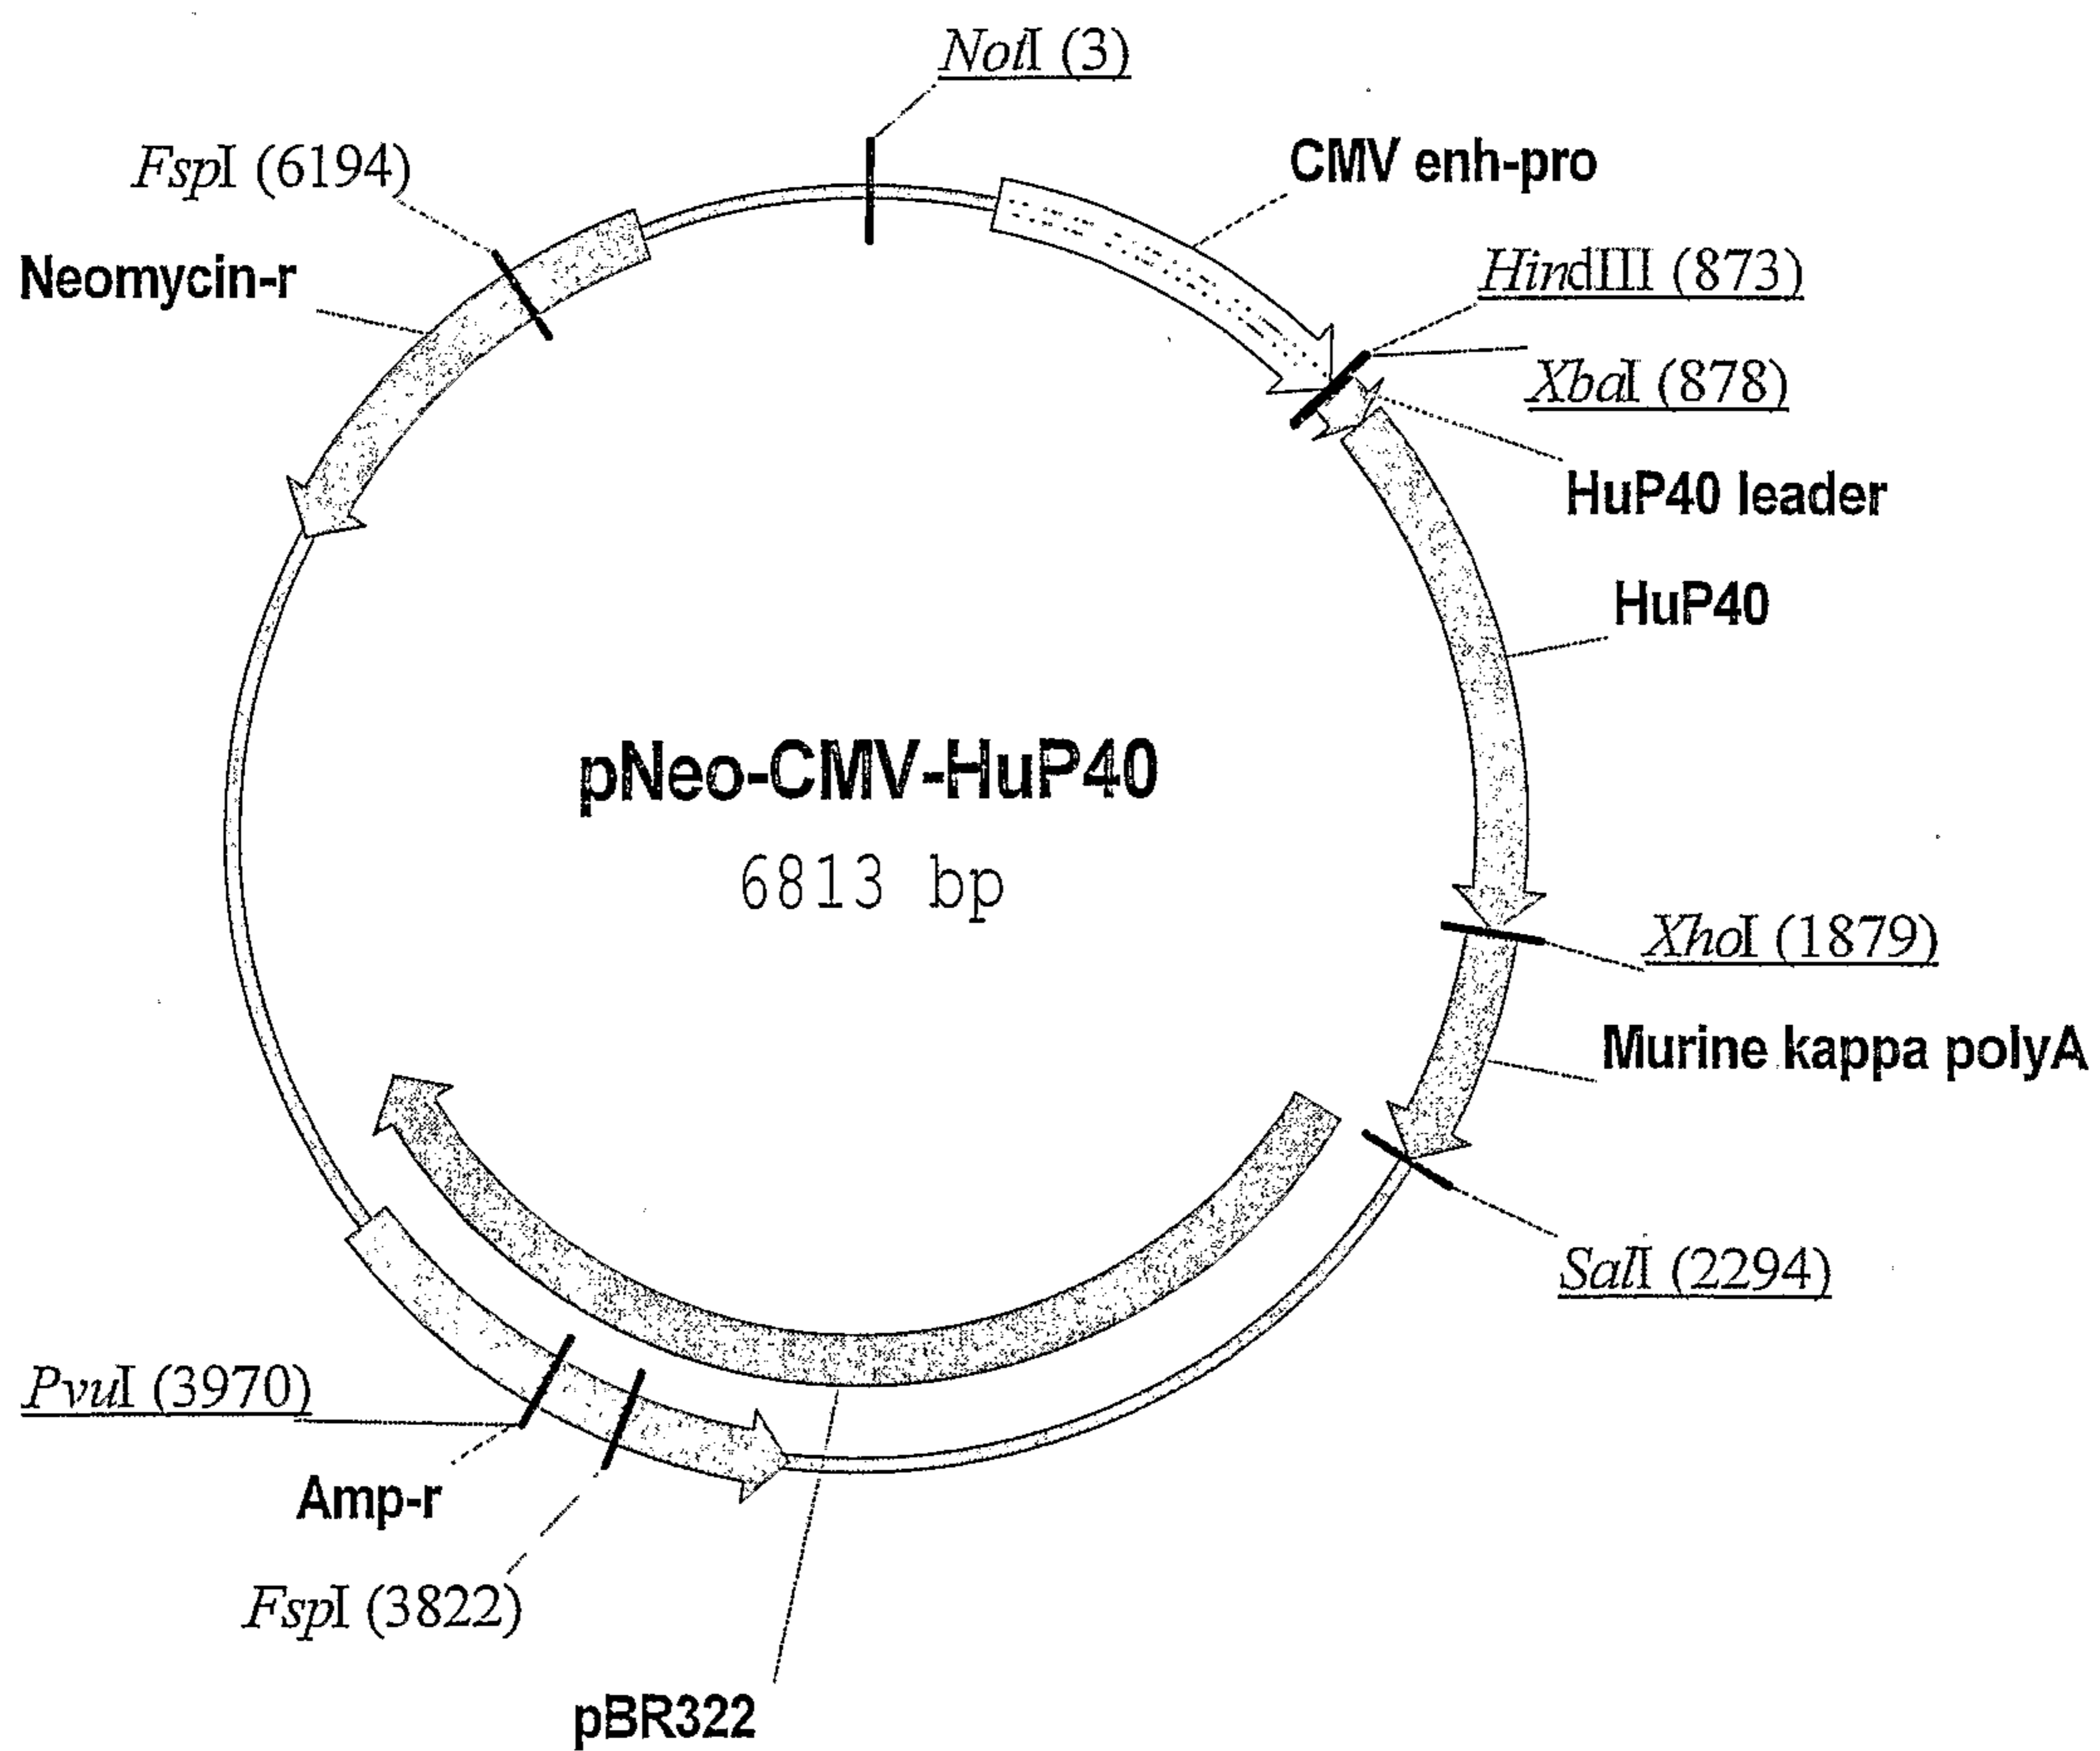 NotI (3)
CMV enh-pro
FspI (6194)
Neomycin-r
HindIII (873)
XbaI (878)
HuP40 leader
HuP40
pNeo-CMV-HuP40
6813 bp
XhoI (1879)
Murine kappa polyA
SalI (2294)
PvuI (3970)
Amp-r
FspI (3822)
pBR322